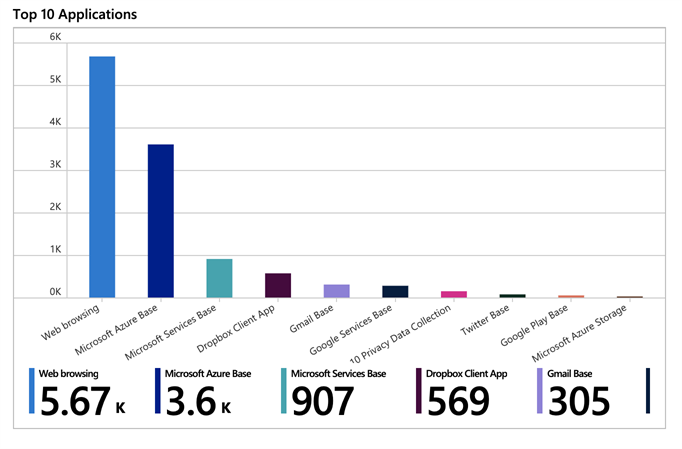 Top 10 Applications
6K
5K
4K
3K
2K
1K
0K
Web browsing
Microsoft Azure Base
Microsoft Services Base
Dropbox Client App
Gmail Base
Google Services Base
10 Privacy Data Collection
Twitter Base
Google Play Base
Microsoft Azure Storage
Web browsing
5.67 K
Microsoft Azure Base
3.6 K
Microsoft Services Base
907
Dropbox Client App
569
Gmail Base
305